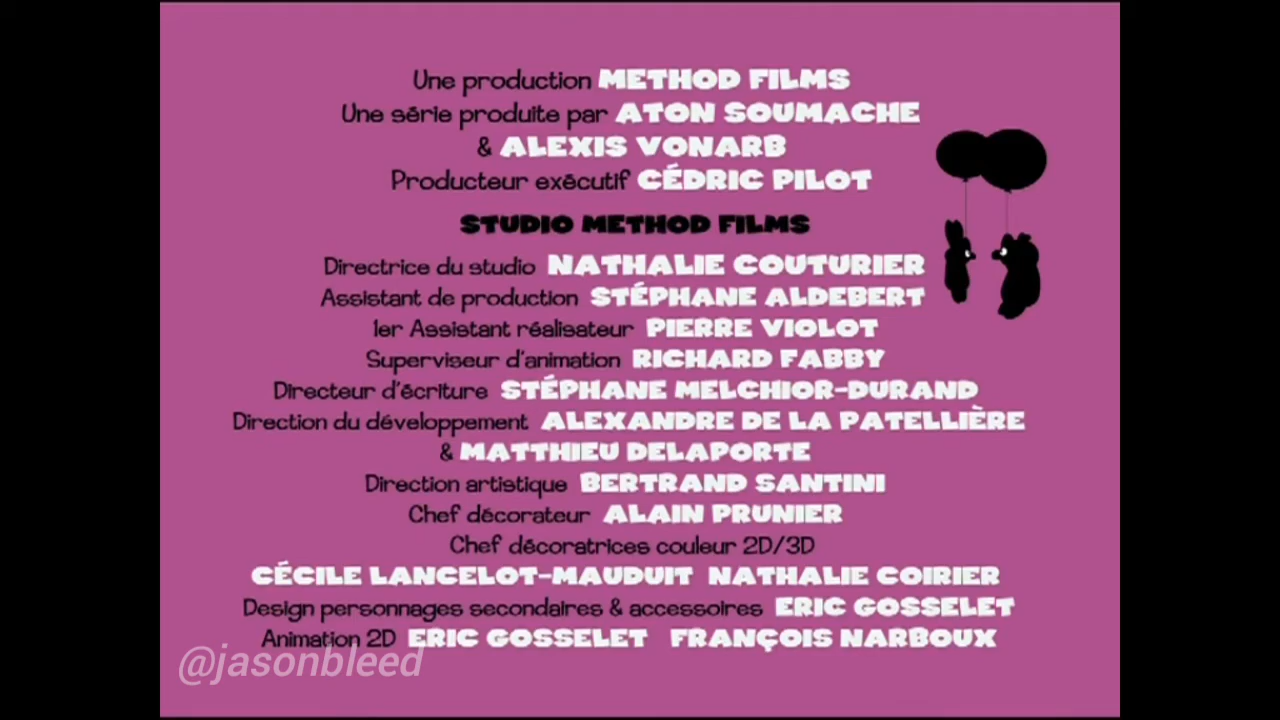 Une production METHOD FILMS
Une série produite par ATON SOUMACHE
& ALEXIS VONARB
Producteur exécutif CÉDRIC PILOT
STUDIO METHOD FILMS
Directrice du studio NATHALIE COUTURIER
Assistant de production STÉPHANE ALDEBERT
1er Assistant réalisateur PIERRE VIOLOT
Superviseur d'animation RICHARD FABBY
Directeur d'écriture STÉPHANE MELCHIOR-DURAND
Direction du développement ALEXANDRE DE LA PATELLIÈRE
& MATTHIEU DELAPORTE
Direction artistique BERTRAND SANTINI
Chef décorateur ALAIN PRUNIER
Chef décoratrices couleur 2D/3D
CÉCILE LANCELOT-MAUDUIT NATHALIE COIRIER
Design personnages secondaires & accessoires ERIC GOSSELET
Animation 2D ERIC GOSSELET FRANÇOIS NARBOUX
@jasonbleed